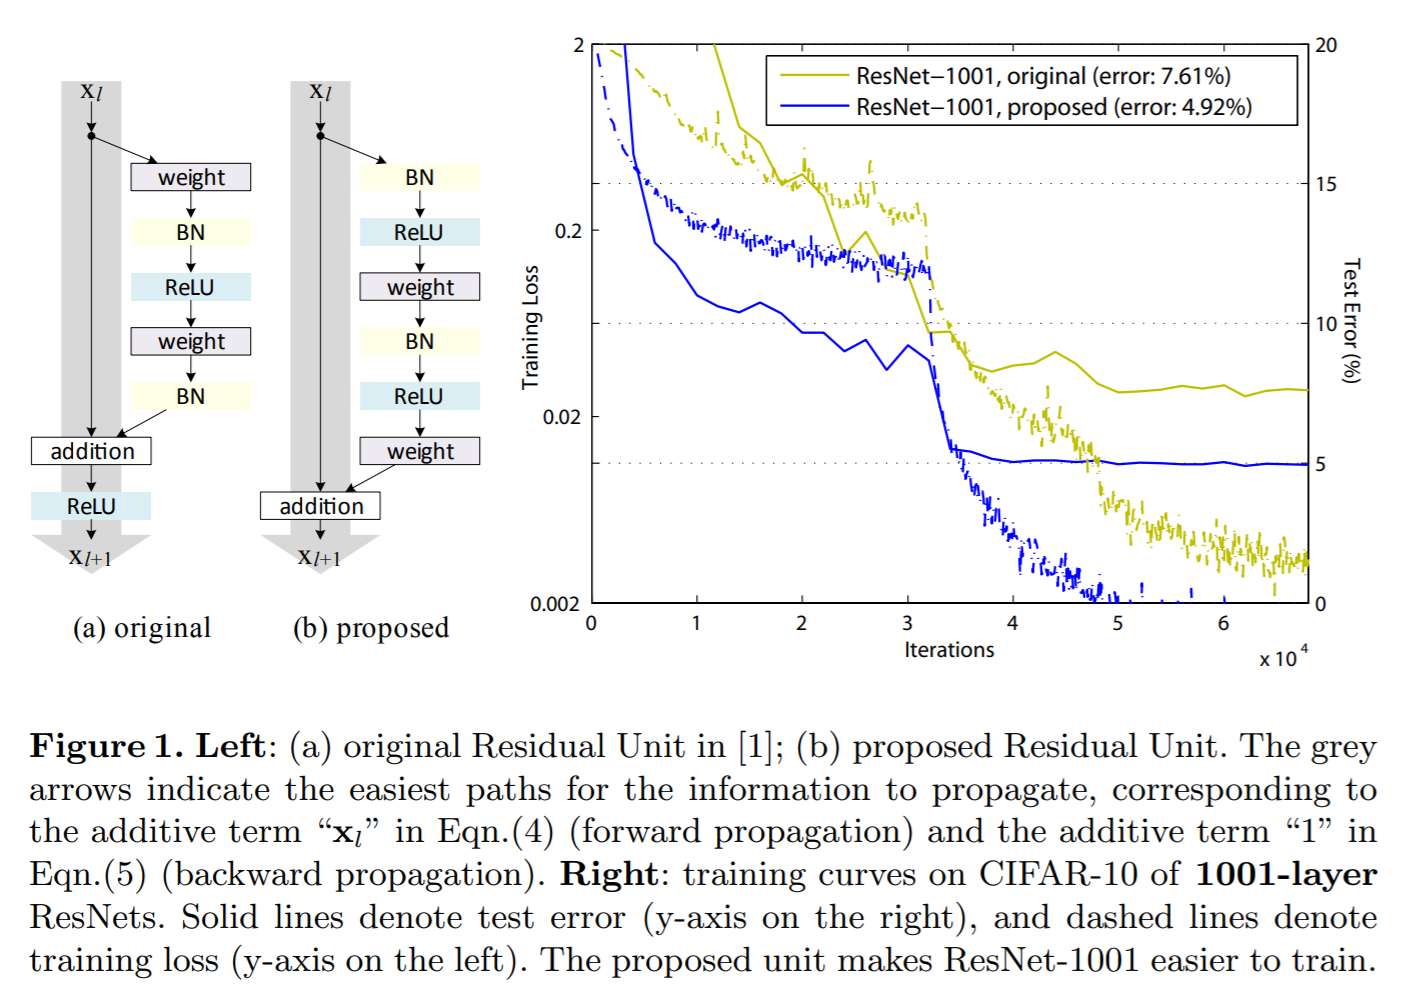 x_l
weight
BN
ReLU
weight
BN
addition
ReLU
x_{l+1}
(a) original
x_l
BN
ReLU
weight
BN
ReLU
weight
addition
x_{l+1}
(b) proposed
Training Loss
2
0.2
0.02
0.002
ResNet−1001, original (error: 7.61%)
ResNet−1001, proposed (error: 4.92%)
20
15
10
5
0
Test Error (%)
0 1 2 3 4 5 6
Iterations
x 10^4
Figure 1. Left: (a) original Residual Unit in [1]; (b) proposed Residual Unit. The grey
arrows indicate the easiest paths for the information to propagate, corresponding to
the additive term “x_l” in Eqn.(4) (forward propagation) and the additive term “1” in
Eqn.(5) (backward propagation). Right: training curves on CIFAR-10 of 1001-layer
ResNets. Solid lines denote test error (y-axis on the right), and dashed lines denote
training loss (y-axis on the left). The proposed unit makes ResNet-1001 easier to train.